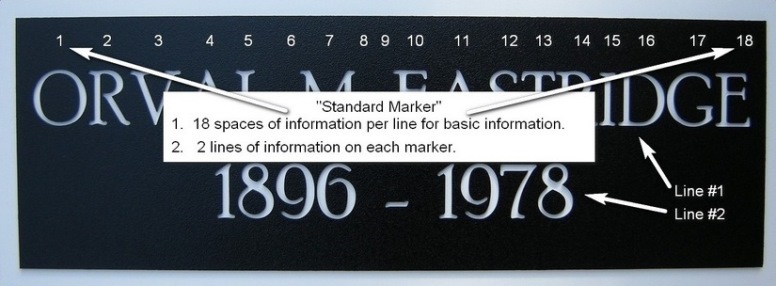 1 2 3 4 5 6 7 8 9 10 11 12 13 14 15 16 17 18
ORVAL M EASTRIDGE
"Standard Marker"
1. 18 spaces of information per line for basic information.
2. 2 lines of information on each marker.
1896 - 1978
Line #1
Line #2